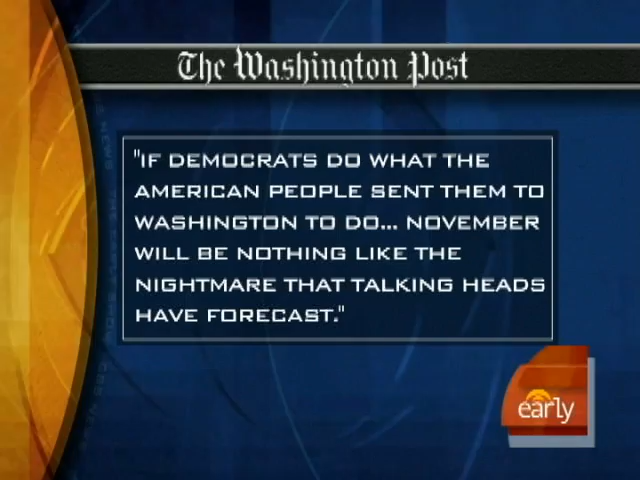 The Washington Post
"IF DEMOCRATS DO WHAT THE
AMERICAN PEOPLE SENT THEM TO
WASHINGTON TO DO... NOVEMBER
WILL BE NOTHING LIKE THE
NIGHTMARE THAT TALKING HEADS
HAVE FORECAST."
early